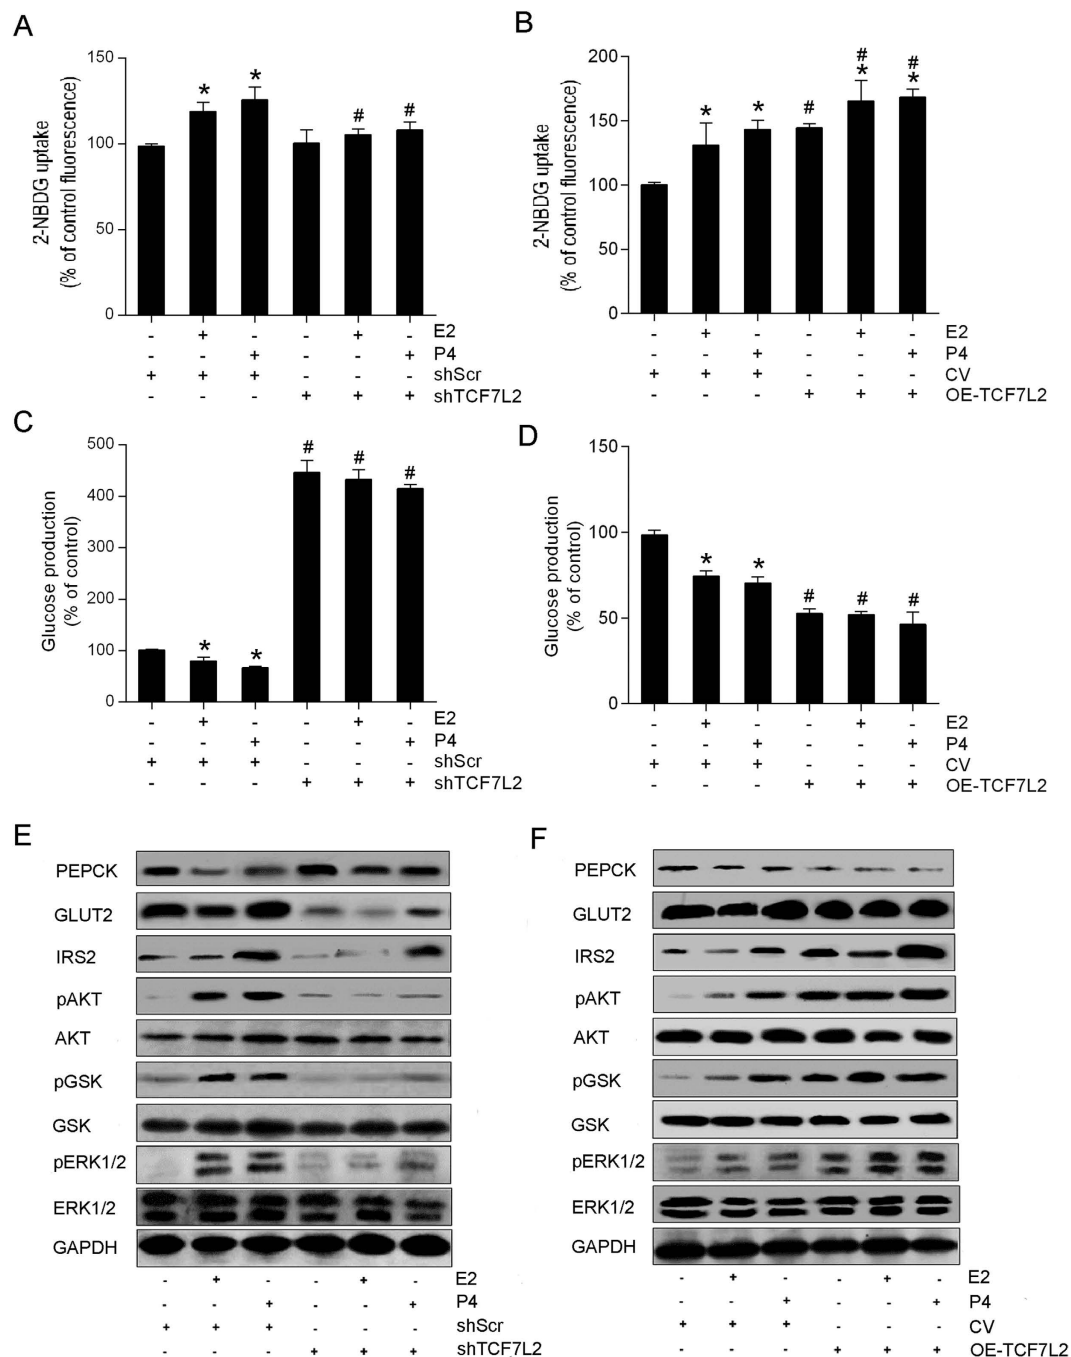 A
2-NBDG uptake
(% of control fluorescence)
150
100
50
0
* * # #
- + - - + - E2
- - + - - + P4
+ + + - - - shScr
- - - + + + shTCF7L2
B
2-NBDG uptake
(% of control fluorescence)
200
150
100
50
0
* * # #* #*
- + - - + - E2
- - + - - + P4
+ + + - - - CV
- - - + + + OE-TCF7L2
C
Glucose production
(% of control)
500
400
300
200
100
0
* * # # #
- + - - + - E2
- - + - - + P4
+ + + - - - shScr
- - - + + + shTCF7L2
D
Glucose production
(% of control)
150
100
50
0
* * # # #
- + - - + - E2
- - + - - + P4
+ + + - - - CV
- - - + + + OE-TCF7L2
E
PEPCK
GLUT2
IRS2
pAKT
AKT
pGSK
GSK
pERK1/2
ERK1/2
GAPDH
- + - - + - E2
- - + - - + P4
+ + + - - - shScr
- - - + + + shTCF7L2
F
PEPCK
GLUT2
IRS2
pAKT
AKT
pGSK
GSK
pERK1/2
ERK1/2
GAPDH
- + - - + - E2
- - + - - + P4
+ + + - - - CV
- - - + + + OE-TCF7L2